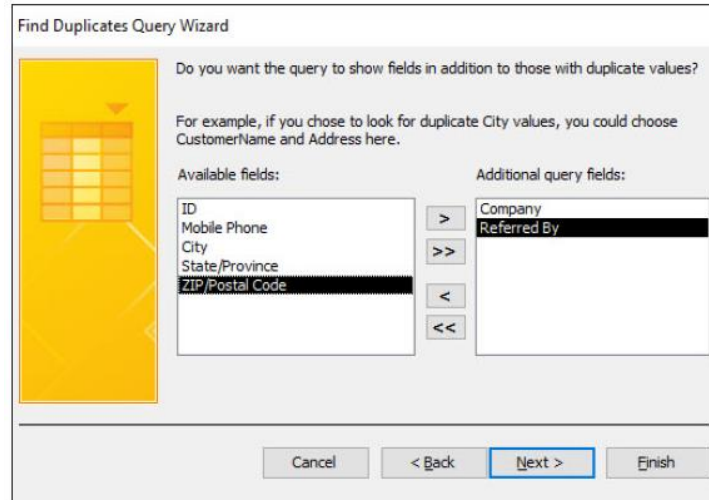 Find Duplicates Query Wizard
Do you want the query to show fields in addition to those with duplicate values?
For example, if you chose to look for duplicate City values, you could choose
CustomerName and Address here.
Available fields:
Additional query fields:
ID
Mobile Phone
City
State/Province
ZIP/Postal Code
>
>>
<
<<
Company
Referred By
Cancel
< Back
Next >
Finish